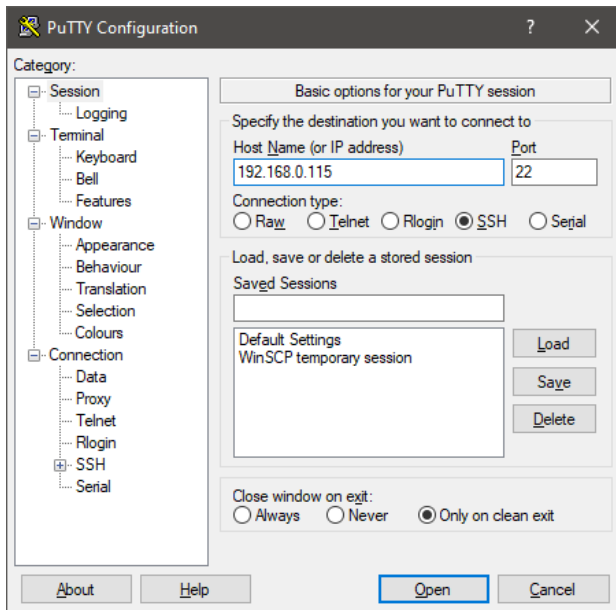 PuTTY Configuration
?
Category:
Session
Logging
Terminal
Keyboard
Bell
Features
Window
Appearance
Behaviour
Translation
Selection
Colours
Connection
Data
Proxy
Telnet
Rlogin
SSH
Serial
Basic options for your PuTTY session
Specify the destination you want to connect to
Host Name (or IP address) Port
192.168.0.115 22
Connection type:
Raw Telnet Rlogin SSH Serial
Load, save or delete a stored session
Saved Sessions
Default Settings
WinSCP temporary session
Load
Save
Delete
Close window on exit:
Always Never Only on clean exit
About Help Open Cancel